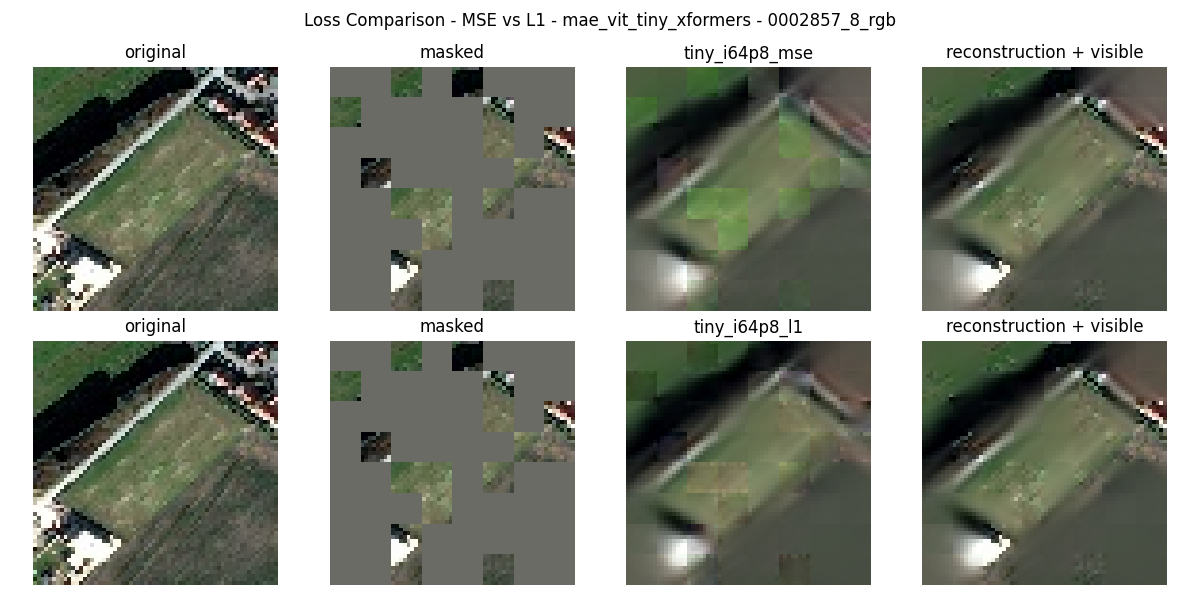 Loss Comparison - MSE vs L1 - mae_vit_tiny_xformers - 0002857_8_rgb
original
masked
tiny_i64p8_mse
reconstruction + visible
original
masked
tiny_i64p8_l1
reconstruction + visible